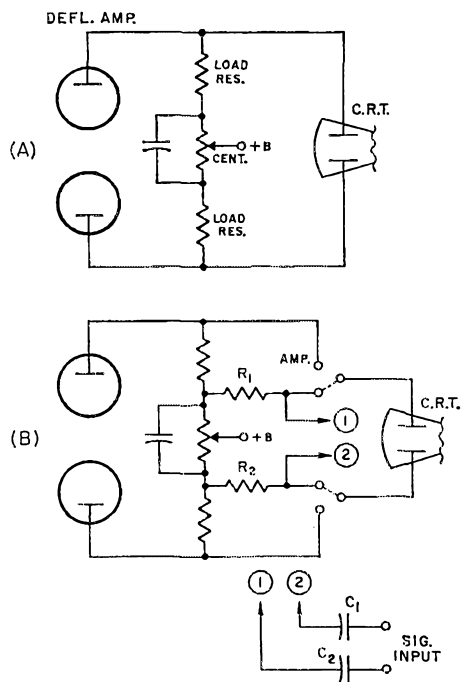 DEFL. AMP.
LOAD
RES.
C.R.T.
(A)
+B
CENT.
LOAD
RES.
AMP.
R1
C.R.T.
1
(B)
+B
2
R2
1 2
C1
SIG.
INPUT
C2